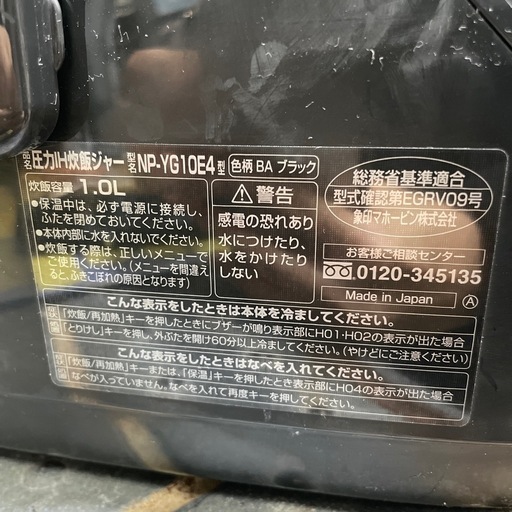 品名 圧力IH炊飯ジャー 型名 NP-YG10E4型 色柄 BA ブラック
炊飯容量 1.0L
●保温中は、必ず電源に接続し、
ふたを閉めておいてください。
●本体内部に水を入れないでください。
●炊飯する際は、正しいメニューで
ご使用ください。（メニューを間違え
ると、ふきこぼれの原因となります）
⚠警告
感電の恐れあり
水につけたり、
水をかけたり
しない
総務省基準適合
型式確認第EGRV09号
象印マホービン株式会社
お客様ご相談センター
0120-345135
Made in Japan
A
こんな表示をしたときは本体を冷ましてください。
「炊飯/再加熱」キーを押したときにブザーが鳴り表示部にH01・H02の表示が出た場合
「とりけし」キーを押し、外ぶたを開け60分以上冷ましてください。（やけどにご注意ください）
こんな表示をしたときはなべを入れてください。
「炊飯/再加熱」キーまたは、「保温」キーを押したとき表示部にH04の表示が出た場合
なべが入っていません。なべを入れて再度キーを押してください。